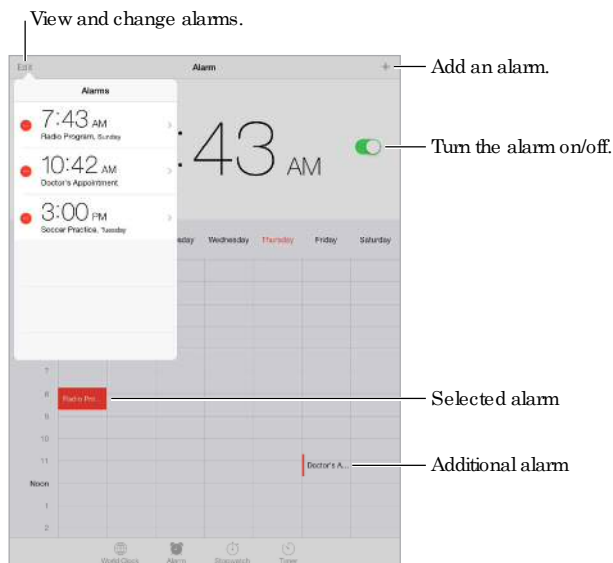 View and change alarms.
Edit
Alarm
+
Add an alarm.
Alarms
7:43 AM
Radio Program, Sunday
10:42 AM
Doctor's Appointment
3:00 PM
Soccer Practice, Tuesday
:43 AM
Turn the alarm on/off.
sday Wednesday Thursday Friday Saturday
7
8
Radio Pro...
Selected alarm
9
10
11
Doctor's A...
Additional alarm
Noon
1
2
World Clock Alarm Stopwatch Timer